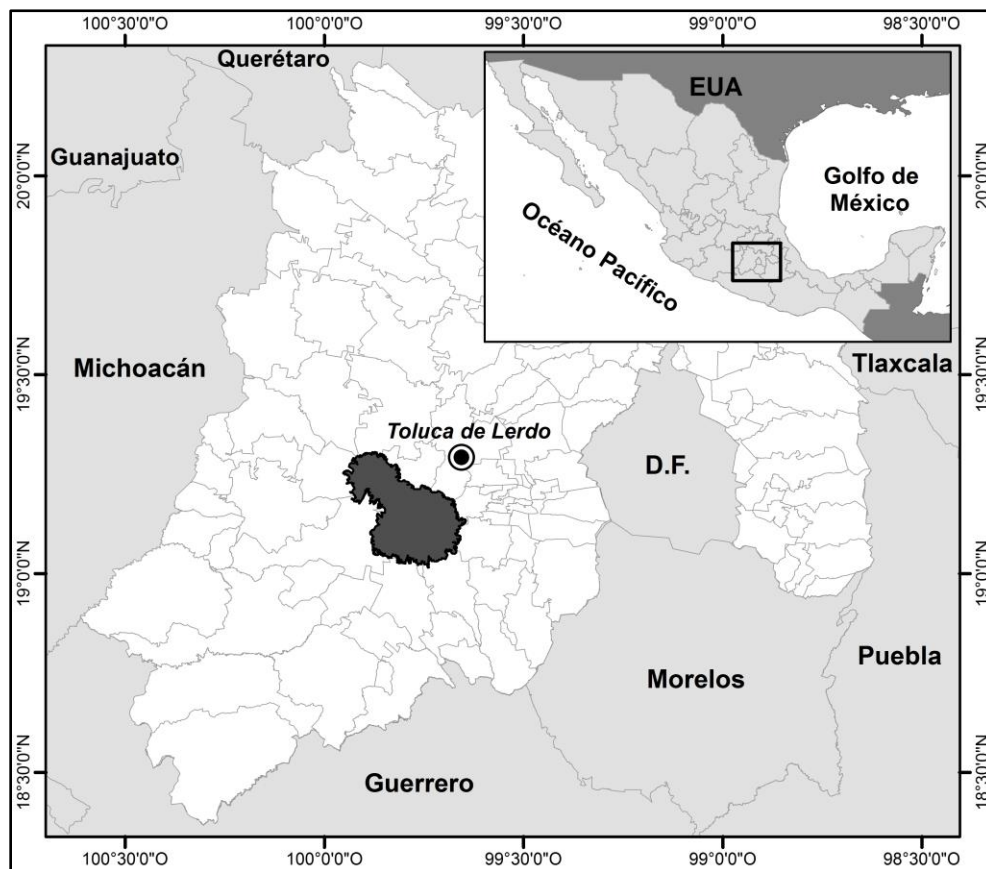 100°30'0"O
100°0'0"O
99°30'0"O
99°0'0"O
98°30'0"O
Querétaro
EUA
Guanajuato
20°0'0"N
20°0'0"N
Golfo de
México
Océano Pacífico
Michoacán
19°30'0"N
Tlaxcala
19°30'0"N
Toluca de Lerdo
D.F.
19°0'0"N
19°0'0"N
Puebla
Morelos
18°30'0"N
Guerrero
18°30'0"N
100°30'0"O
100°0'0"O
99°30'0"O
99°0'0"O
98°30'0"O